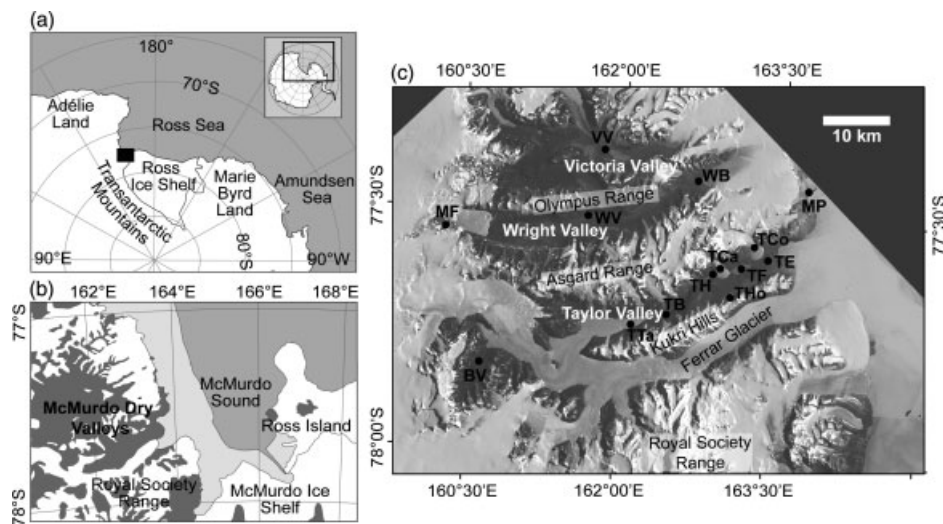 (a)
180°
70°S
Adélie
Land
Ross Sea
Ross
Ice Shelf
Marie
Byrd
Land
Amundsen
Sea
Transantarctic
Mountains
80°S
90°E
90°W
(b)
162°E
164°E
166°E
168°E
77°S
McMurdo
Sound
McMurdo Dry
Valleys
Ross Island
Royal Society
Range
McMurdo Ice
Shelf
78°S
(c)
160°30'E
162°00'E
163°30'E
10 km
VV
Victoria Valley
WB
77°30'S
Olympus Range
MP
77°30'S
MF
WV
Wright Valley
TCo
TCa
TE
Asgard Range
TH
TF
THo
TB
Taylor Valley
TTa
Kukri Hills
Ferrar Glacier
BV
78°00'S
Royal Society
Range
160°30'E
162°00'E
163°30'E